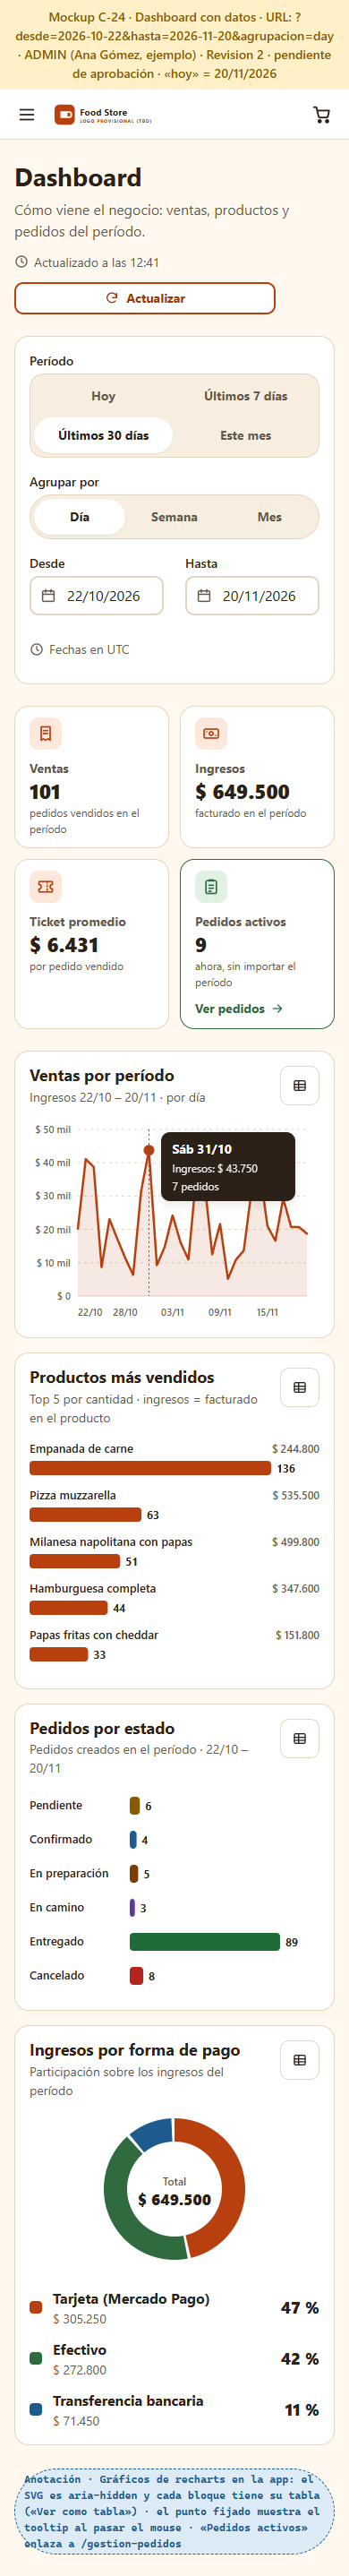 Mockup C-24 · Dashboard con datos · URL: ?
desde=2026-10-22&hasta=2026-11-20&agrupacion=day
· ADMIN (Ana Gómez, ejemplo) · Revision 2 · pendiente
de aprobación · «hoy» = 20/11/2026
Food Store
LOGO PROVISIONAL (TBD)
Dashboard
Cómo viene el negocio: ventas, productos y
pedidos del período.
Actualizado a las 12:41
Actualizar
Período
Hoy
Últimos 7 días
Últimos 30 días
Este mes
Agrupar por
Día
Semana
Mes
Desde
Hasta
22/10/2026
20/11/2026
Fechas en UTC
Ventas
101
pedidos vendidos en el
período
Ingresos
$ 649.500
facturado en el período
Ticket promedio
$ 6.431
por pedido vendido
Pedidos activos
9
ahora, sin importar el
período
Ver pedidos →
Ventas por período
Ingresos 22/10 – 20/11 · por día
$ 50 mil
$ 40 mil
$ 30 mil
$ 20 mil
$ 10 mil
$ 0
Sáb 31/10
Ingresos: $ 43.750
7 pedidos
22/10
28/10
03/11
09/11
15/11
Productos más vendidos
Top 5 por cantidad · ingresos = facturado
en el producto
Empanada de carne
$ 244.800
136
Pizza muzzarella
$ 535.500
63
Milanesa napolitana con papas
$ 499.800
51
Hamburguesa completa
$ 347.600
44
Papas fritas con cheddar
$ 151.800
33
Pedidos por estado
Pedidos creados en el período · 22/10 –
20/11
Pendiente
6
Confirmado
4
En preparación
5
En camino
3
Entregado
89
Cancelado
8
Ingresos por forma de pago
Participación sobre los ingresos del
período
Total
$ 649.500
Tarjeta (Mercado Pago)
$ 305.250
47 %
Efectivo
$ 272.800
42 %
Transferencia bancaria
$ 71.450
11 %
Anotación · Gráficos de recharts en la app: el
SVG es aria-hidden y cada bloque tiene su tabla
(«Ver como tabla») · el punto fijado muestra el
tooltip al pasar el mouse · «Pedidos activos»
enlaza a /gestion-pedidos